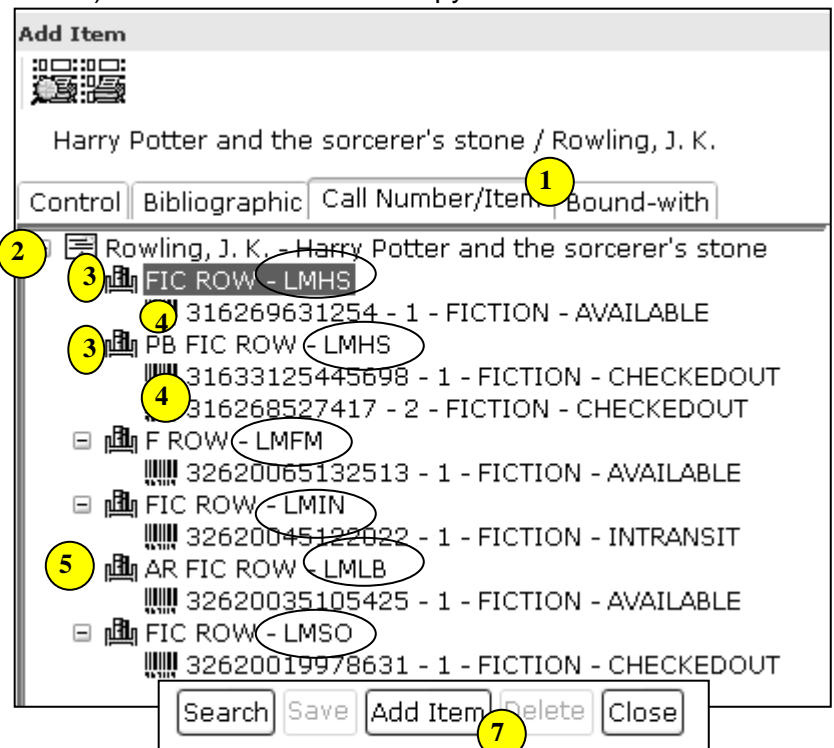 Add Item
Harry Potter and the sorcerer's stone / Rowling, J. K.
Control Bibliographic Call Number/Item Bound-with
1
2 Rowling, J. K. - Harry Potter and the sorcerer's stone
3 FIC ROW - LMHS
4 316269631254 - 1 - FICTION - AVAILABLE
3 PB FIC ROW - LMHS
31633125445698 - 1 - FICTION - CHECKEDOUT
4 316268527417 - 2 - FICTION - CHECKEDOUT
F ROW - LMFM
32620065132513 - 1 - FICTION - AVAILABLE
FIC ROW - LMIN
32620045122022 - 1 - FICTION - INTRANSIT
5 AR FIC ROW - LMLB
32620035105425 - 1 - FICTION - AVAILABLE
FIC ROW - LMSO
32620019978631 - 1 - FICTION - CHECKEDOUT
Search Save Add Item Delete Close
7